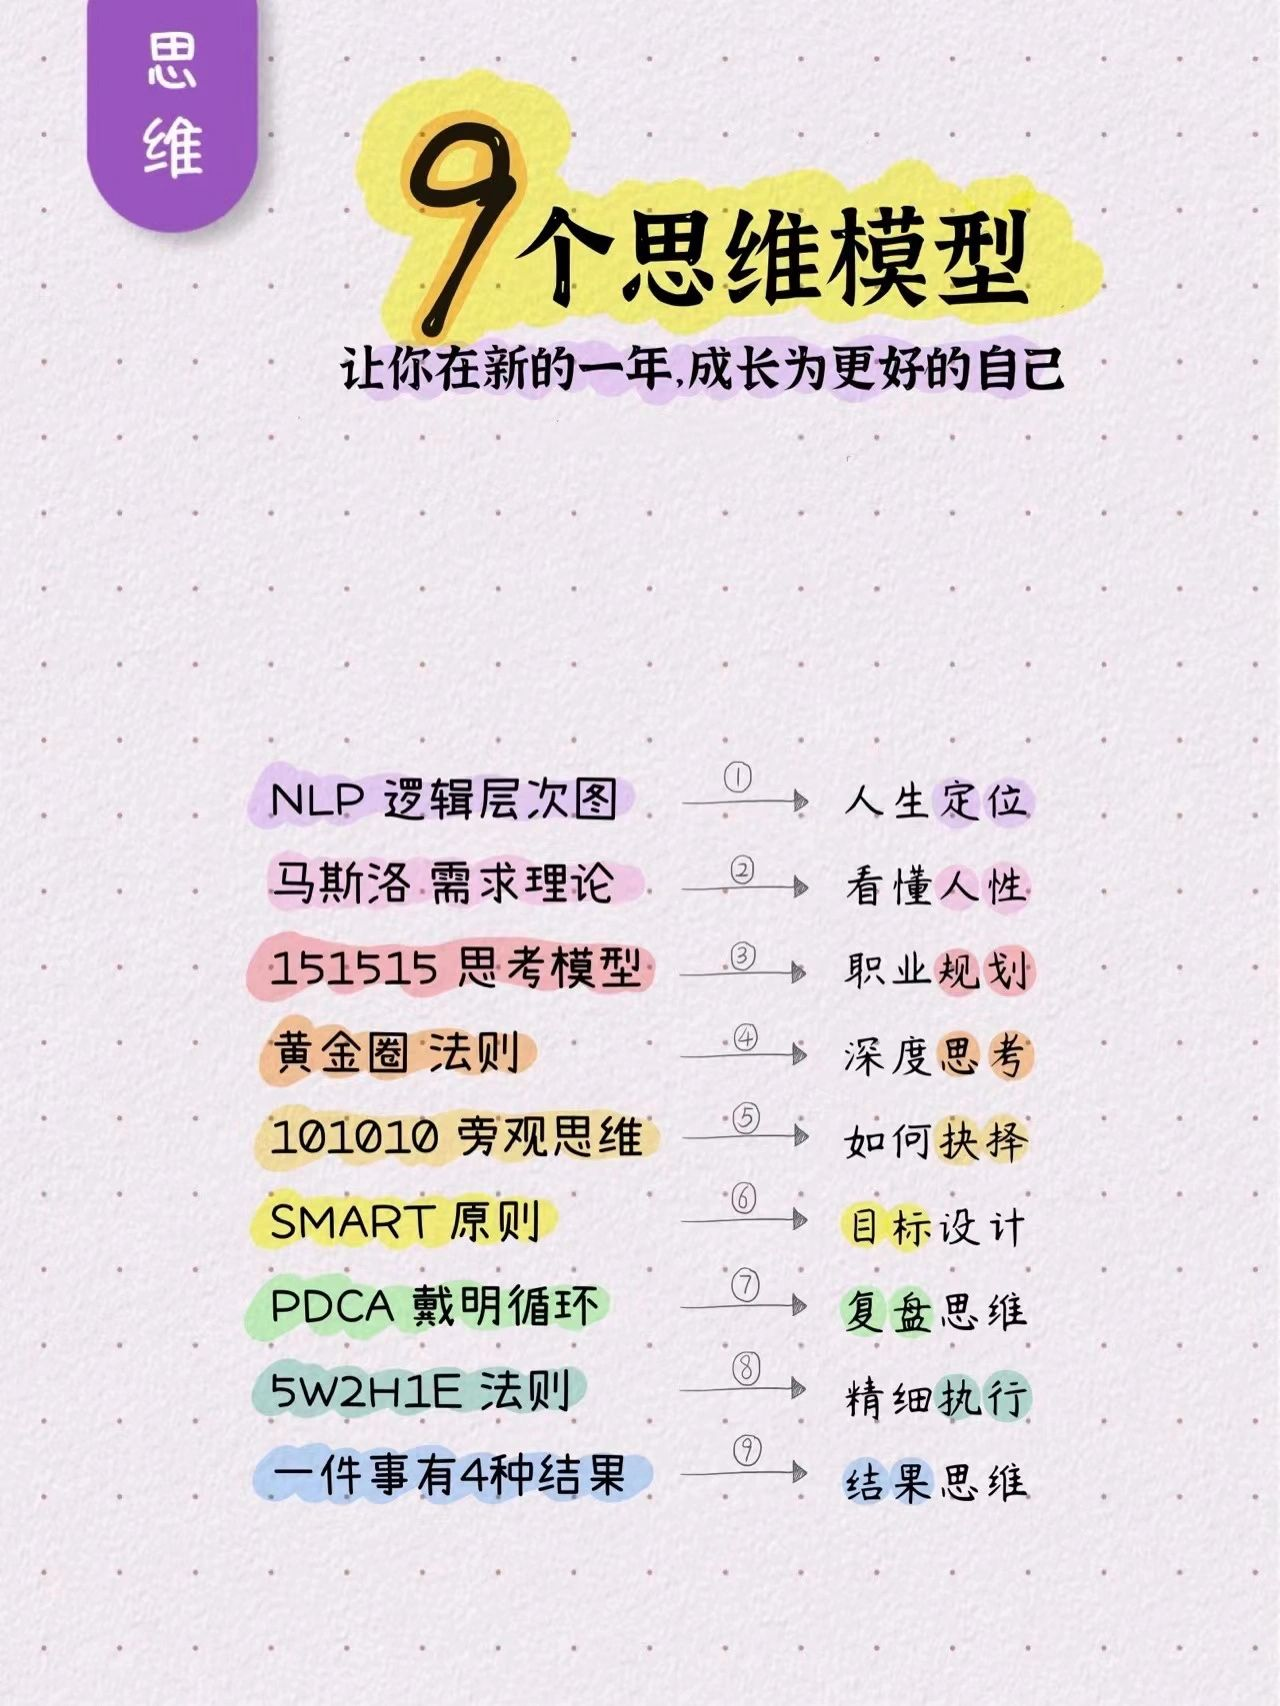 思
维
9个思维模型
让你在新的一年,成长为更好的自己
NLP 逻辑层次图 ① 人生定位
马斯洛 需求理论 ② 看懂人性
151515 思考模型 ③ 职业规划
黄金圈 法则 ④ 深度思考
101010 旁观思维 ⑤ 如何抉择
SMART 原则 ⑥ 目标设计
PDCA 戴明循环 ⑦ 复盘思维
5W2H1E 法则 ⑧ 精细执行
一件事有4种结果 ⑨ 结果思维